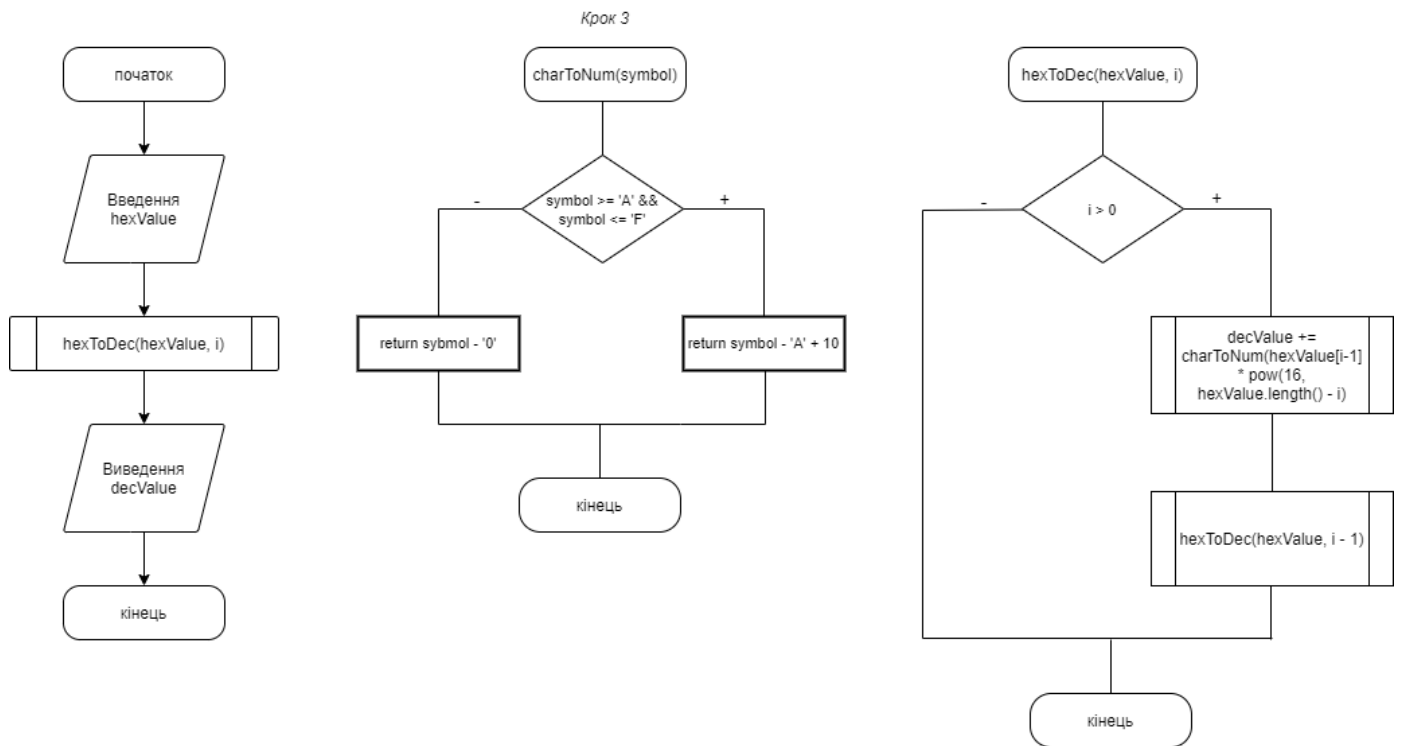 Крок 3
початок
Введення
hexValue
hexToDec(hexValue, i)
Виведення
decValue
кінець
charToNum(symbol)
symbol >= 'A' &&
symbol <= 'F'
-
+
return sybmol - '0'
return symbol - 'A' + 10
кінець
hexToDec(hexValue, i)
i > 0
-
+
decValue +=
charToNum(hexValue[i-1]
* pow(16,
hexValue.length() - i)
hexToDec(hexValue, i - 1)
кінець